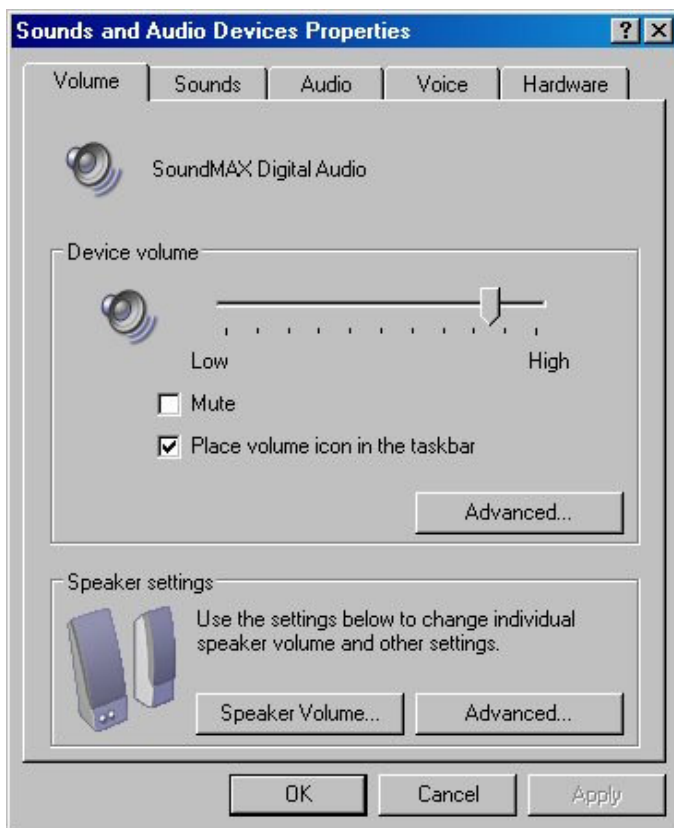 Sounds and Audio Devices Properties
Volume Sounds Audio Voice Hardware
SoundMAX Digital Audio
Device volume
Low High
Mute
Place volume icon in the taskbar
Advanced...
Speaker settings
Use the settings below to change individual
speaker volume and other settings.
Speaker Volume... Advanced...
OK Cancel Apply